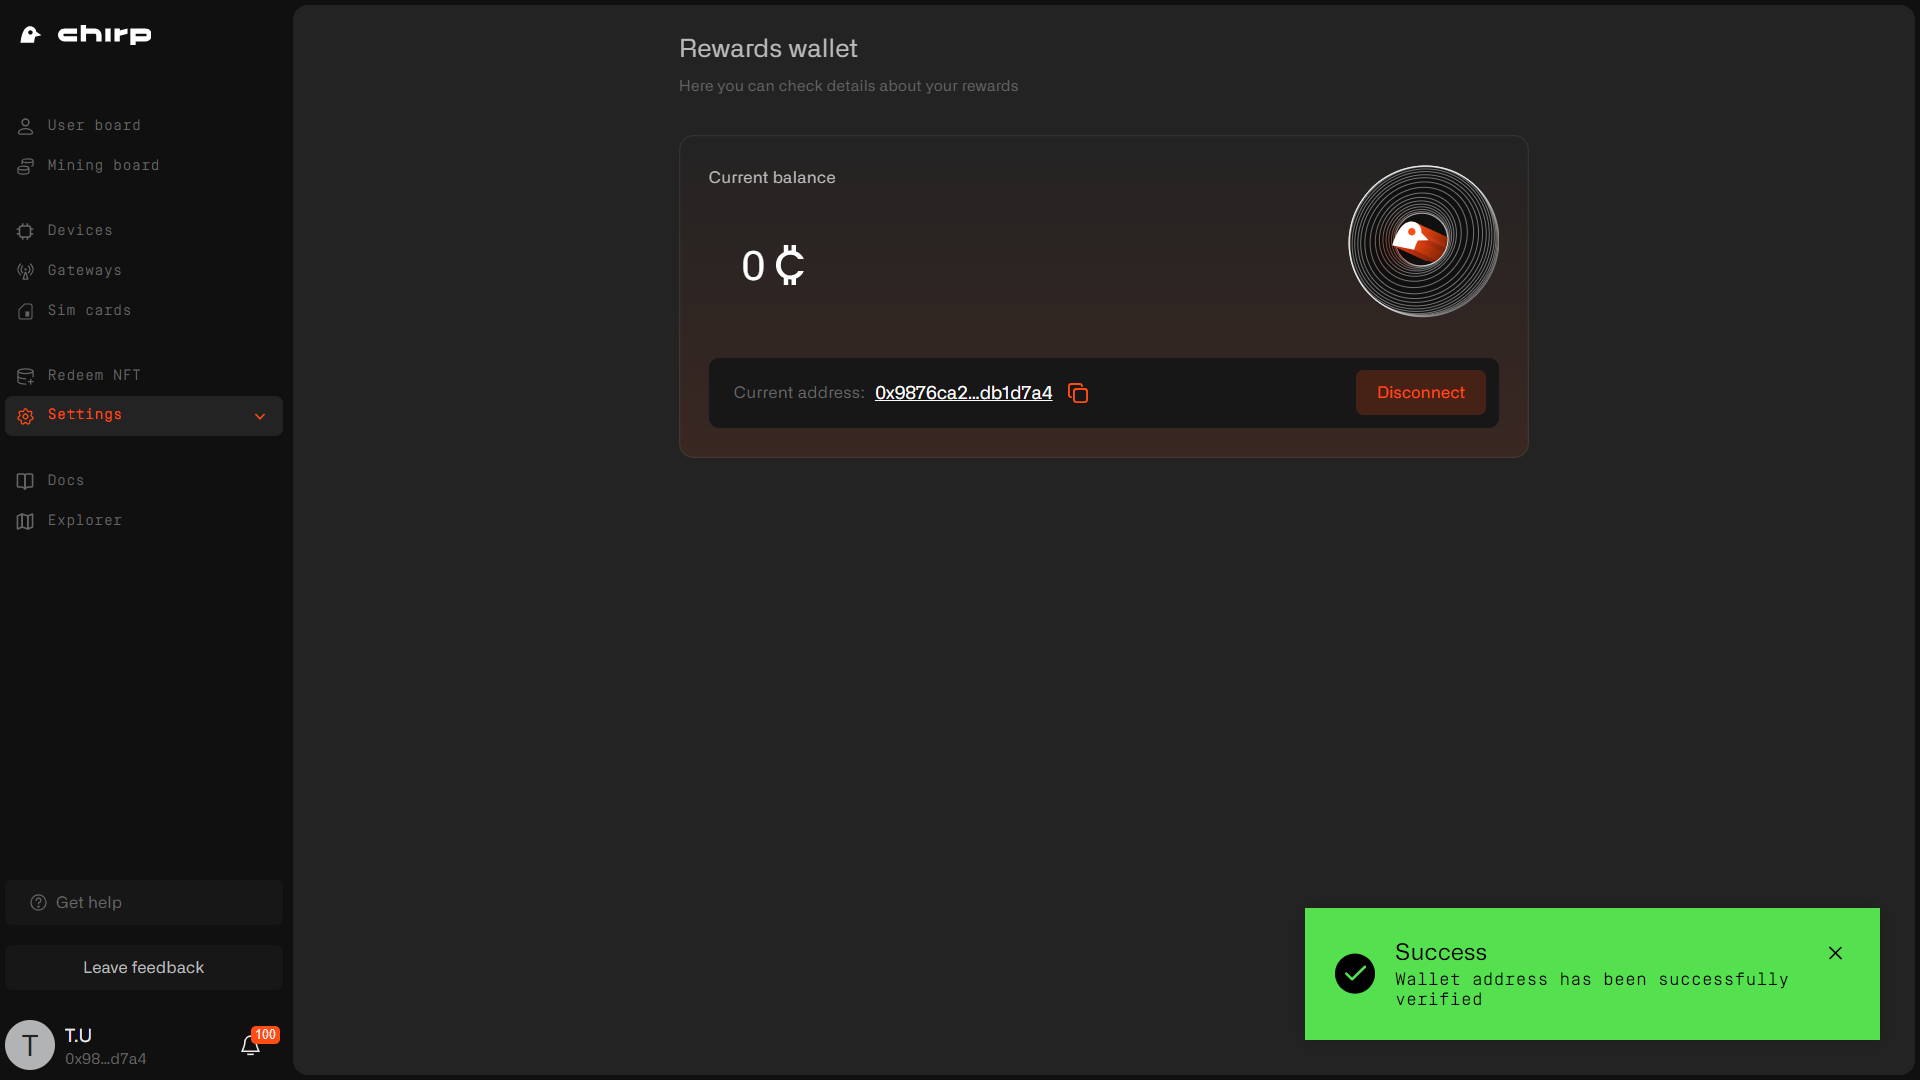 chirp
User board
Mining board
Devices
Gateways
Sim cards
Redeem NFT
Settings
Docs
Explorer
Get help
Leave feedback
T
T.U
0x98...d7a4
100
Rewards wallet
Here you can check details about your rewards
Current balance
0 ₵
Current address: 0x9876ca2...db1d7a4
Disconnect
Success
Wallet address has been successfully
verified